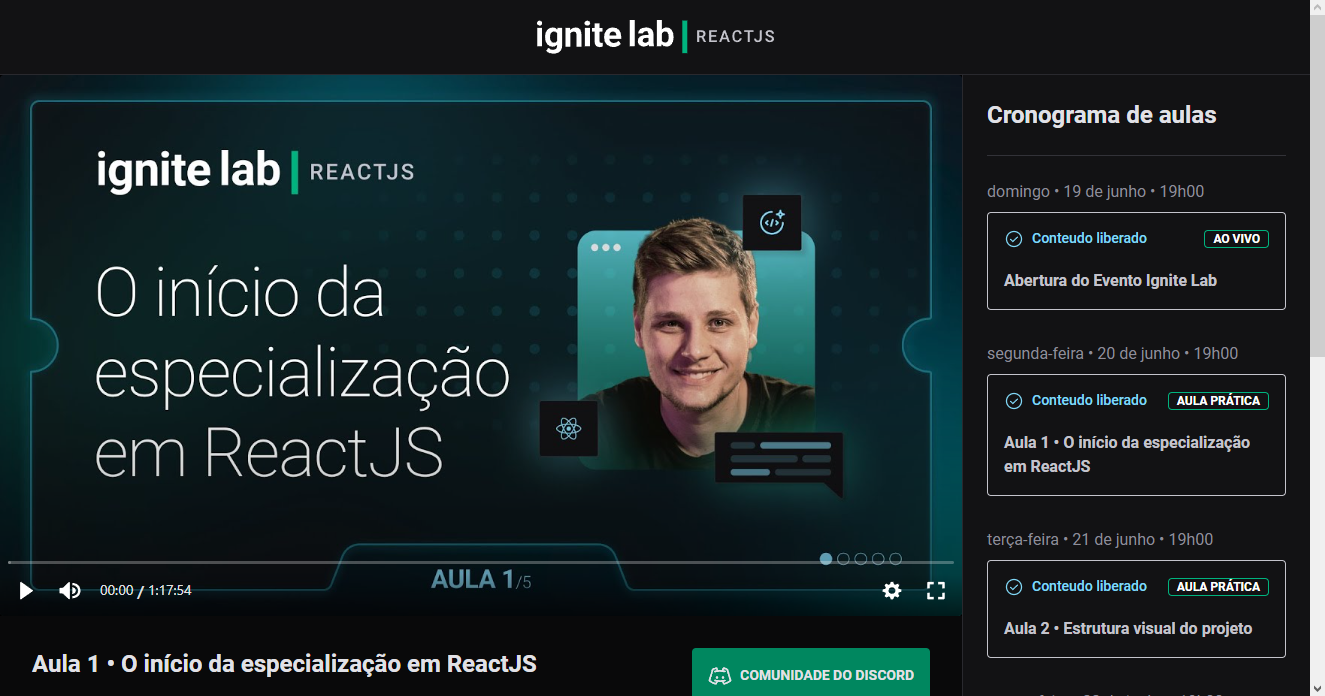 ignite lab | REACTJS
ignite lab | REACTJS
O início da
especialização
em ReactJS
AULA 1/5
00:00 / 1:17:54
Aula 1 • O início da especialização em ReactJS
COMUNIDADE DO DISCORD
Cronograma de aulas
domingo • 19 de junho • 19h00
Conteudo liberado
AO VIVO
Abertura do Evento Ignite Lab
segunda-feira • 20 de junho • 19h00
Conteudo liberado
AULA PRÁTICA
Aula 1 • O início da especialização
em ReactJS
terça-feira • 21 de junho • 19h00
Conteudo liberado
AULA PRÁTICA
Aula 2 • Estrutura visual do projeto